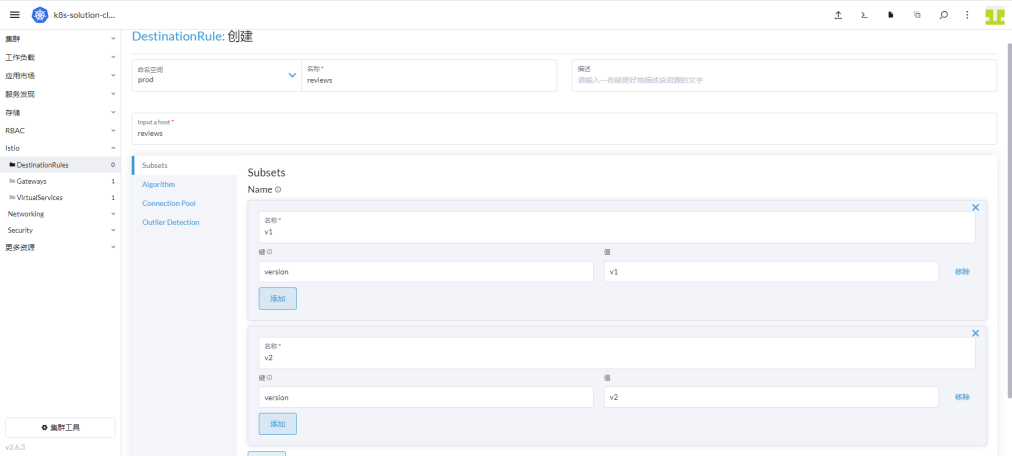 k8s-solution-cl...
集群
工作负载
应用市场
服务发现
存储
RBAC
Istio
DestinationRules 0
Gateways 1
VirtualServices 1
Networking
Security
更多资源
集群工具
v2.6.3
DestinationRule: 创建
命名空间
prod
名称*
reviews
描述
请输入一些能更好地描述该资源的文字
Input a host*
reviews
Subsets
Algorithm
Connection Pool
Outlier Detection
Subsets
Name
名称*
v1
键 值
version v1 移除
添加
名称*
v2
键 值
version v2 移除
添加